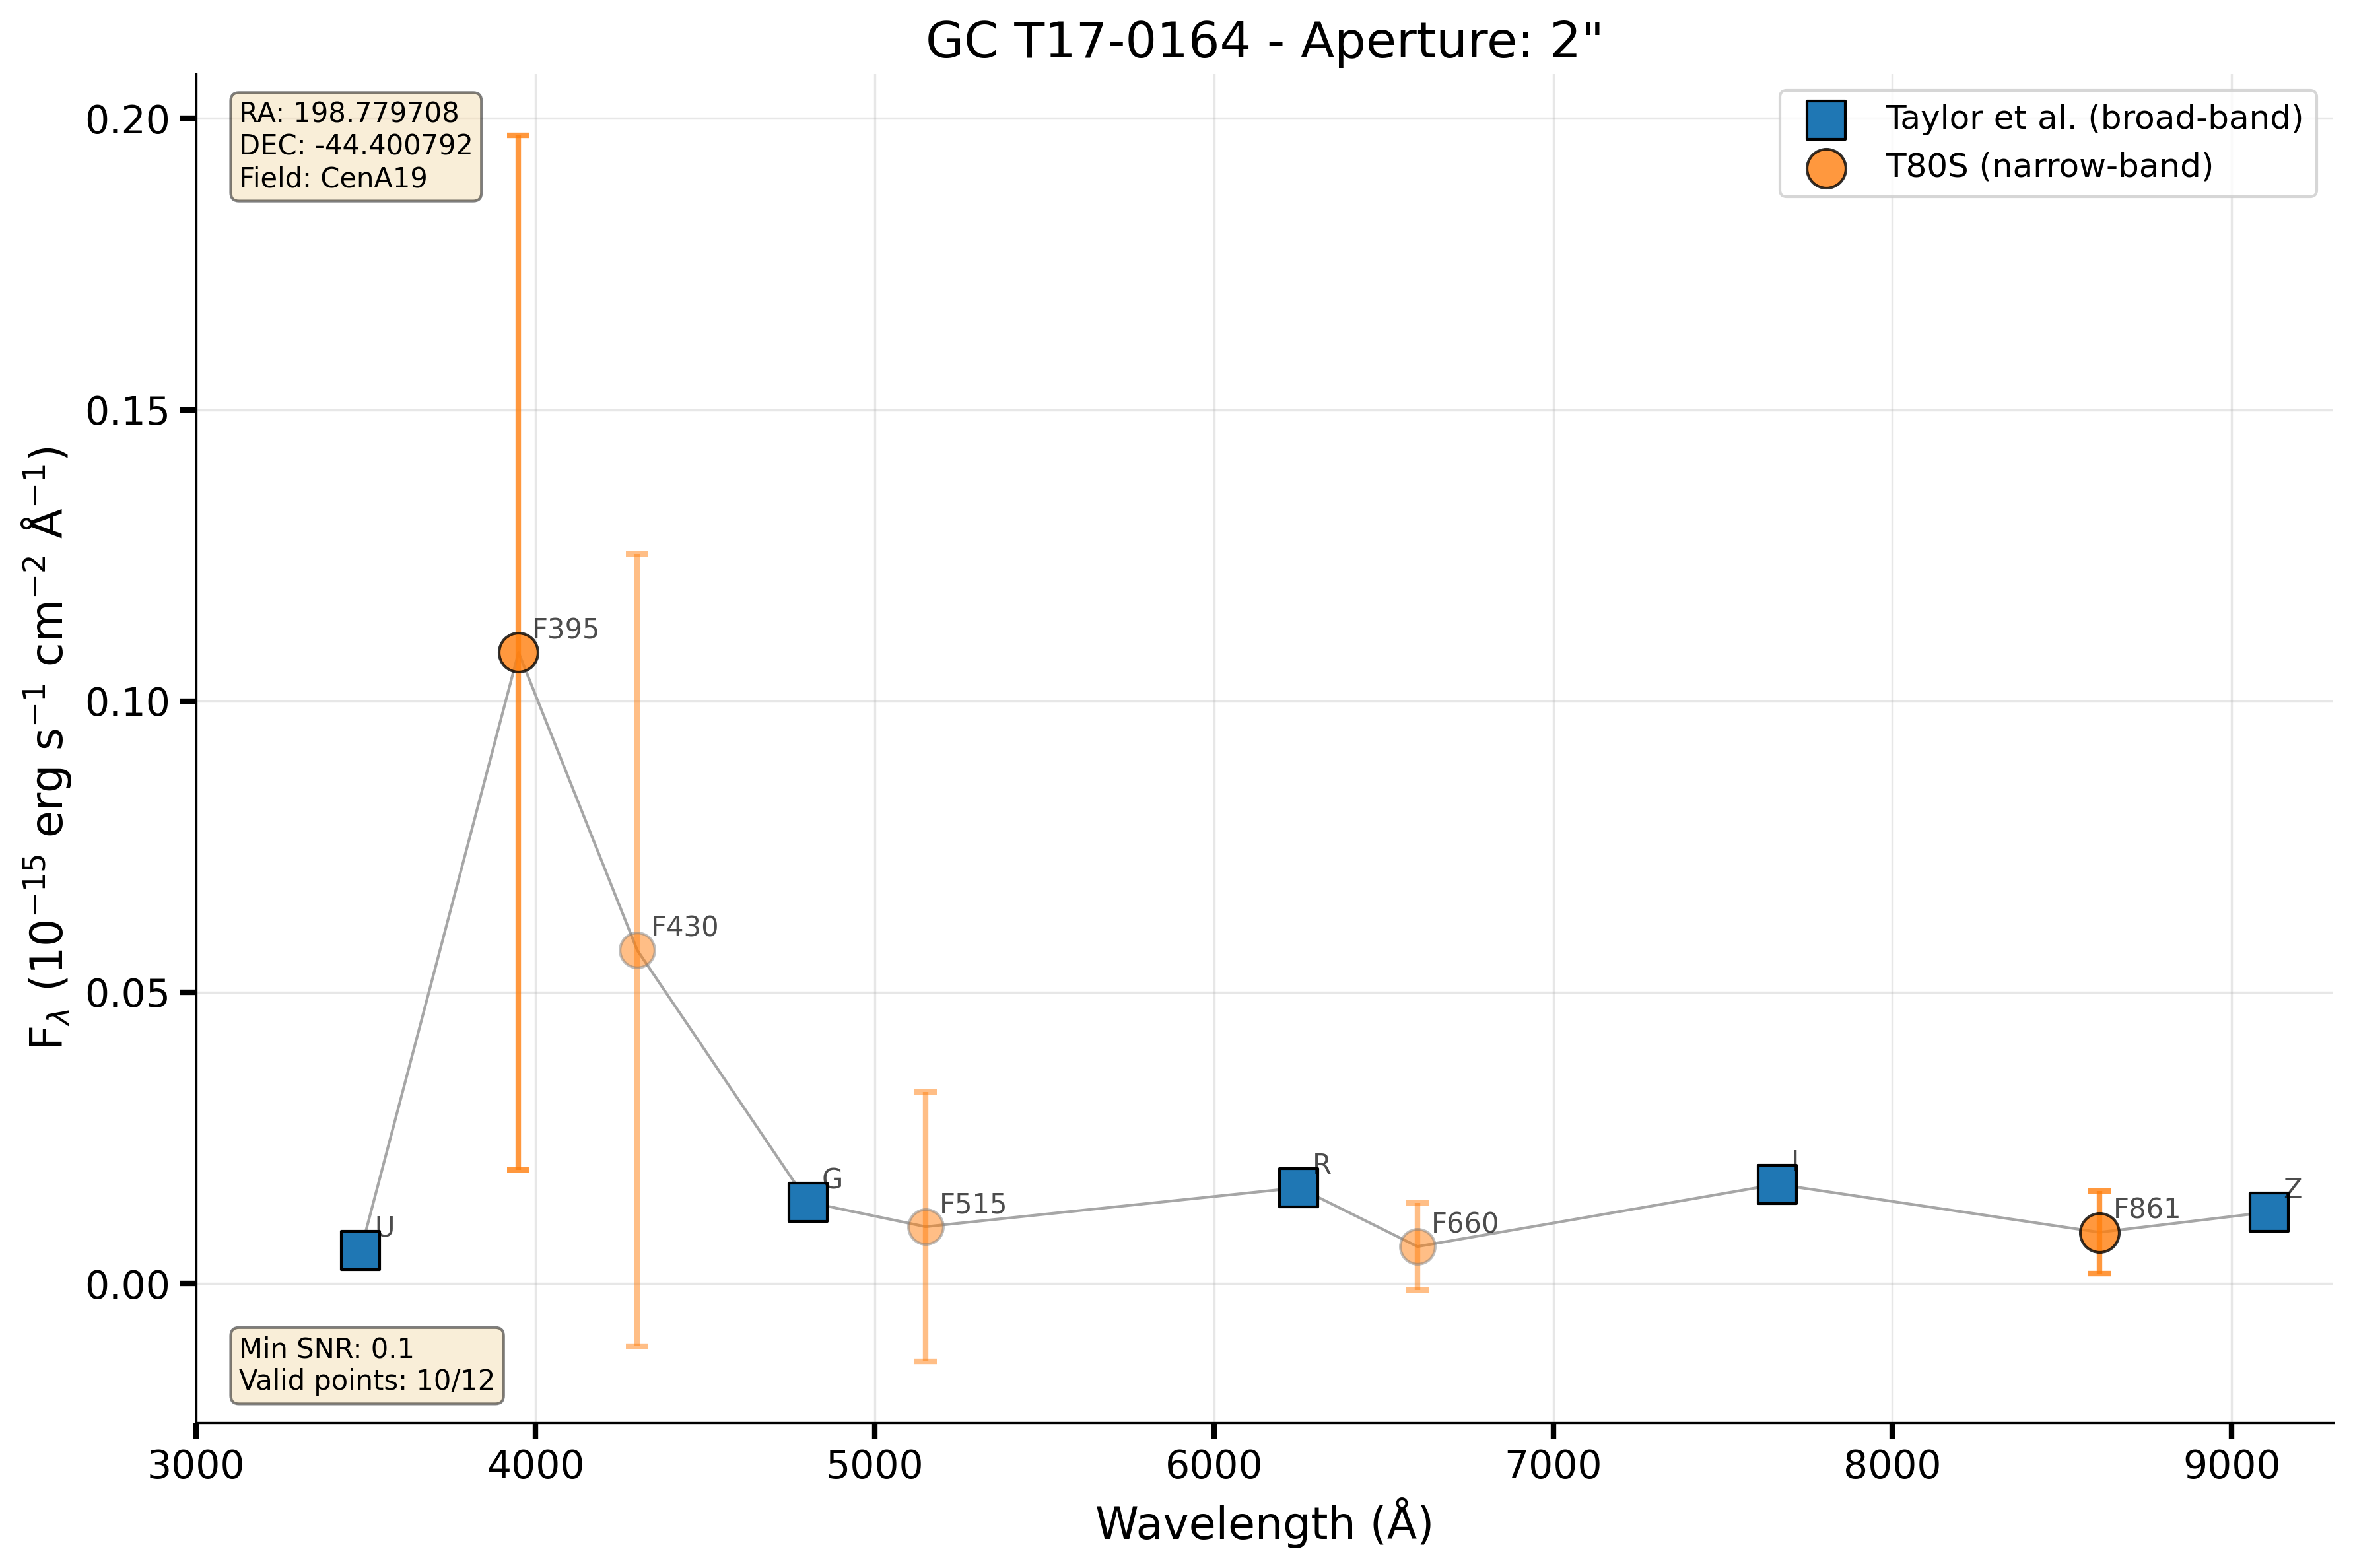 GC T17-0164 - Aperture: 2"
RA: 198.779708
DEC: -44.400792
Field: CenA19
Taylor et al. (broad-band)
T80S (narrow-band)
0.20
0.15
0.10
0.05
0.00
F$_{λ}$ (10$^{−15}$ erg s$^{−1}$ cm$^{−2}$ Å$^{−1}$)
F395
F430
U
G
F515
R
F660
I
F861
Z
Min SNR: 0.1
Valid points: 10/12
3000 4000 5000 6000 7000 8000 9000
Wavelength (Å)